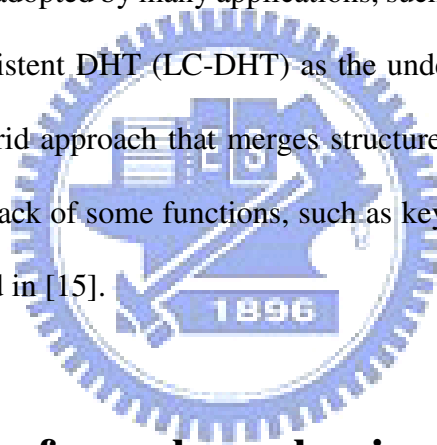 adopted by many applications, such
istent DHT (LC-DHT) as the unde
rid approach that merges structure
ack of some functions, such as key
d in [15].
1896